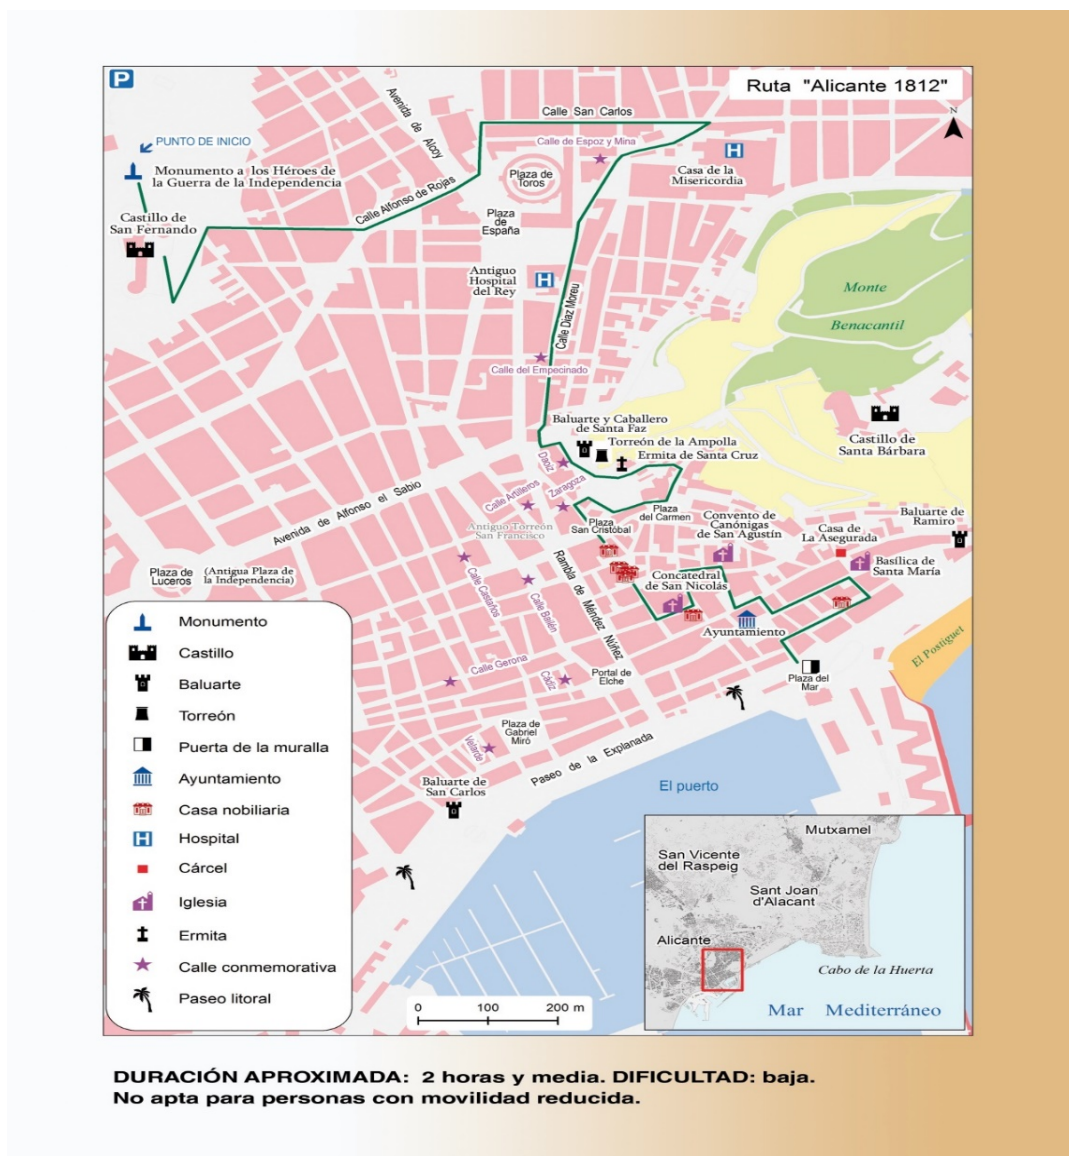 P
Ruta "Alicante 1812"
N
PUNTO DE INICIO
Monumento a los Héroes de
la Guerra de la Independencia
Avenida de Alcoy
Calle San Carlos
Calle de Espoz y Mina
H
Casa de la
Misericordia
Plaza de
Toros
Calle Alfonso de Rojas
Plaza
de
España
Castillo de
San Fernando
Antiguo
Hospital
del Rey
H
Calle Diaz Moreu
Calle del Empecinado
Monte
Benacantil
Castillo de
Santa Bárbara
Baluarte y Caballero
de Santa Faz
Torreón de la Ampolla
Ermita de Santa Cruz
Daoiz
Zaragoza
Calle Artilleros
Avenida de Alfonso el Sabio
Antiguo Torreón
San Francisco
Plaza
San Cristóbal
Plaza
del Carmen
Convento de
Canónigas
de San Agustín
Casa de
La Asegurada
Baluarte de
Ramiro
Basílica de
Santa María
Plaza de
Luceros
(Antigua Plaza de
la Independencia)
Calle Castaños
Calle Bailén
Rambla de Méndez Núñez
Concatedral
de San Nicolás
Ayuntamiento
El Postiguet
Calle Gerona
Cádiz
Portal de
Elche
Plaza del
Mar
Plaza de
Gabriel
Miró
Velarde
Paseo de la Explanada
Baluarte de
San Carlos
El puerto
Monumento
Castillo
Baluarte
Torreón
Puerta de la muralla
Ayuntamiento
Casa nobiliaria
H Hospital
Cárcel
Iglesia
Ermita
Calle conmemorativa
Paseo litoral
0 100 200 m
Mutxamel
San Vicente
del Raspeig
Sant Joan
d'Alacant
Alicante
Cabo de la Huerta
Mar Mediterráneo
DURACIÓN APROXIMADA: 2 horas y media. DIFICULTAD: baja.
No apta para personas con movilidad reducida.